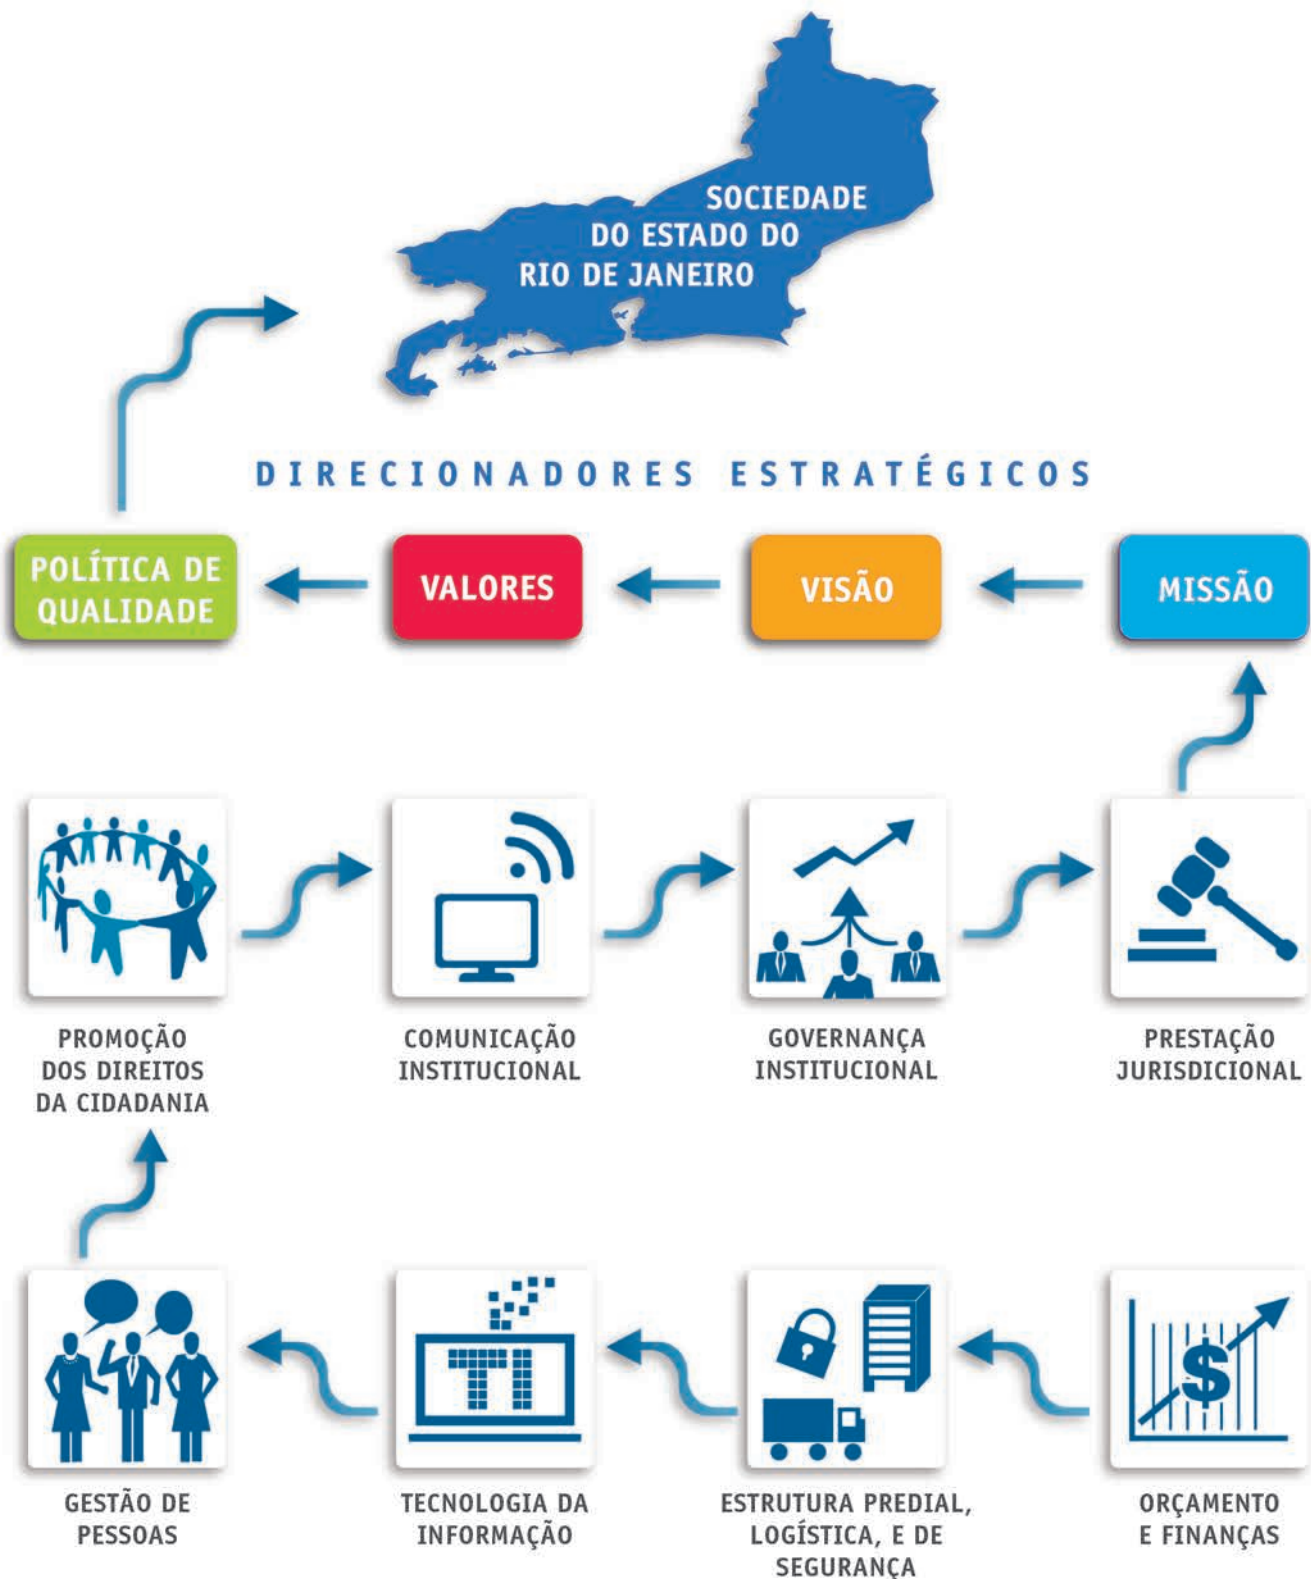 SOCIEDADE
DO ESTADO DO
RIO DE JANEIRO
DIRECIONADORES ESTRATÉGICOS
POLÍTICA DE
QUALIDADE
VALORES
VISÃO
MISSÃO
PROMOÇÃO
DOS DIREITOS
DA CIDADANIA
COMUNICAÇÃO
INSTITUCIONAL
GOVERNANÇA
INSTITUCIONAL
PRESTAÇÃO
JURISDICIONAL
TI
$
GESTÃO DE
PESSOAS
TECNOLOGIA DA
INFORMAÇÃO
ESTRUTURA PREDIAL,
LOGÍSTICA, E DE
SEGURANÇA
ORÇAMENTO
E FINANÇAS